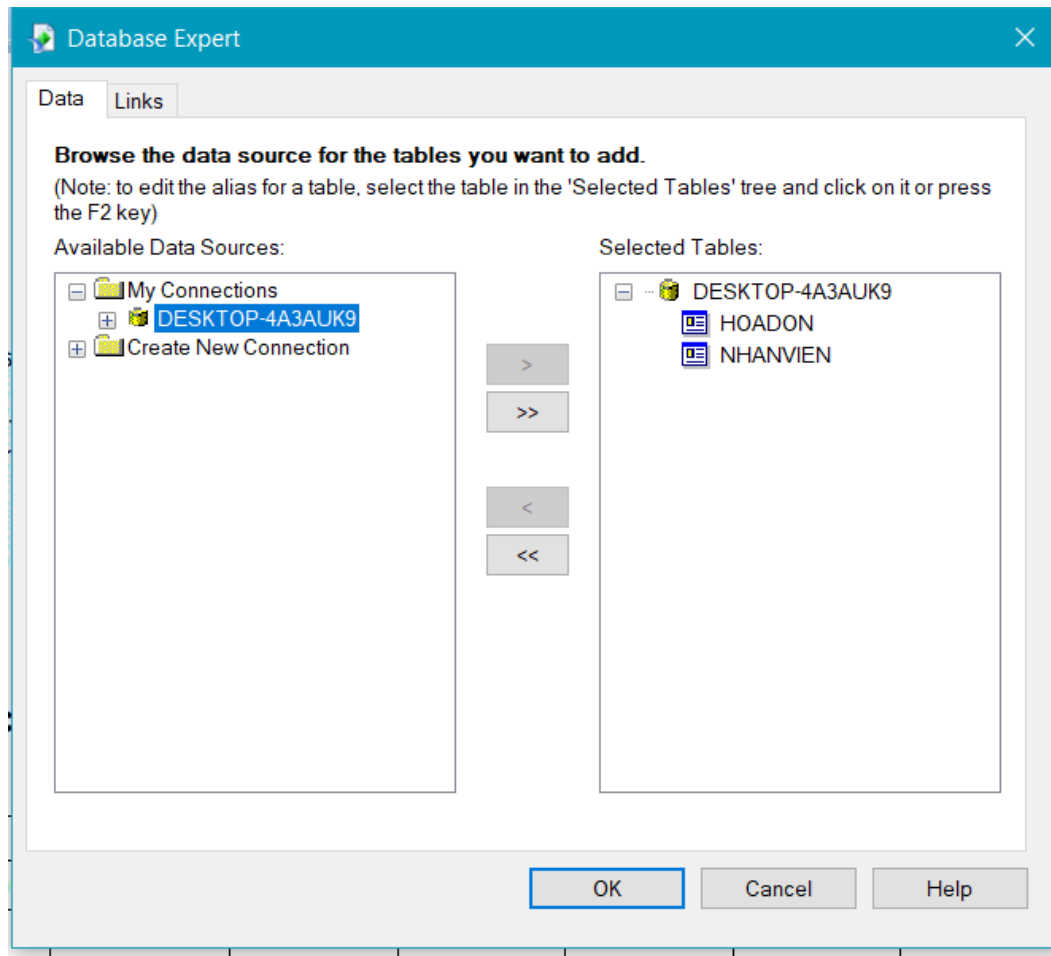 Database Expert
Data
Links
Browse the data source for the tables you want to add.
(Note: to edit the alias for a table, select the table in the 'Selected Tables' tree and click on it or press
the F2 key)
Available Data Sources:
My Connections
DESKTOP-4A3AUK9
Create New Connection
>
>>
<
<<
Selected Tables:
DESKTOP-4A3AUK9
HOADON
NHANVIEN
OK
Cancel
Help